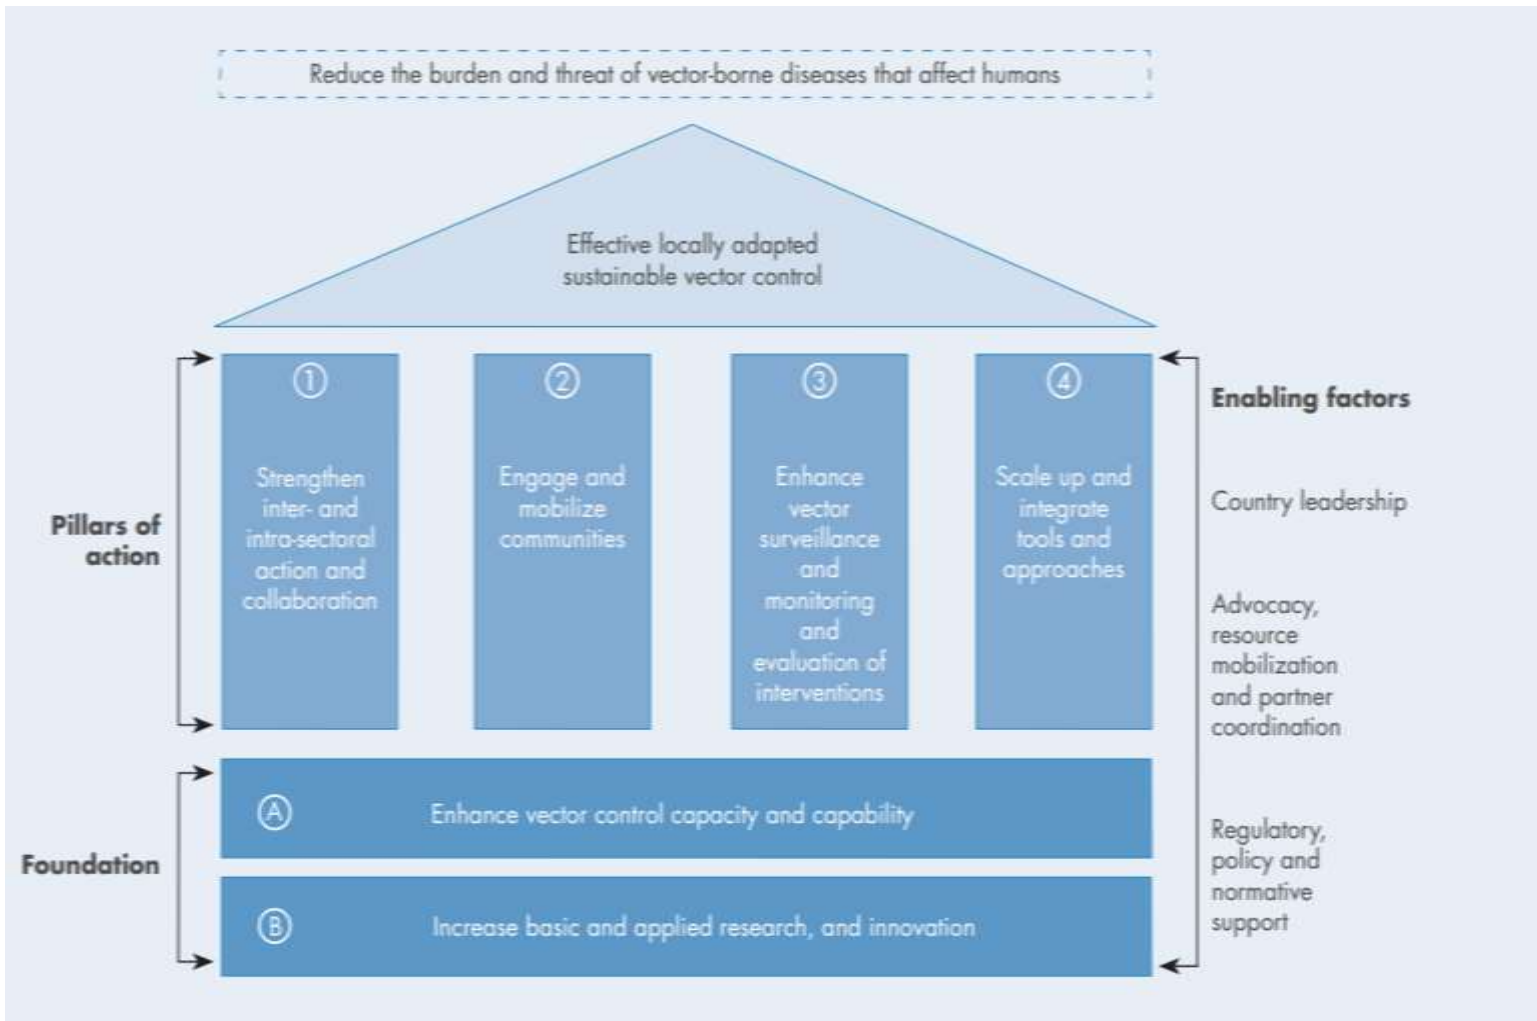 Reduce the burden and threat of vector-borne diseases that affect humans
Effective locally adapted
sustainable vector control
Pillars of
action
1
Strengthen
inter- and
intra-sectoral
action and
collaboration
2
Engage and
mobilize
communities
3
Enhance
vector
surveillance
and
monitoring
and
evaluation of
interventions
4
Scale up and
integrate
tools and
approaches
Enabling factors
Country leadership
Advocacy,
resource
mobilization
and partner
coordination
Regulatory,
policy and
normative
support
Foundation
A
Enhance vector control capacity and capability
B
Increase basic and applied research, and innovation